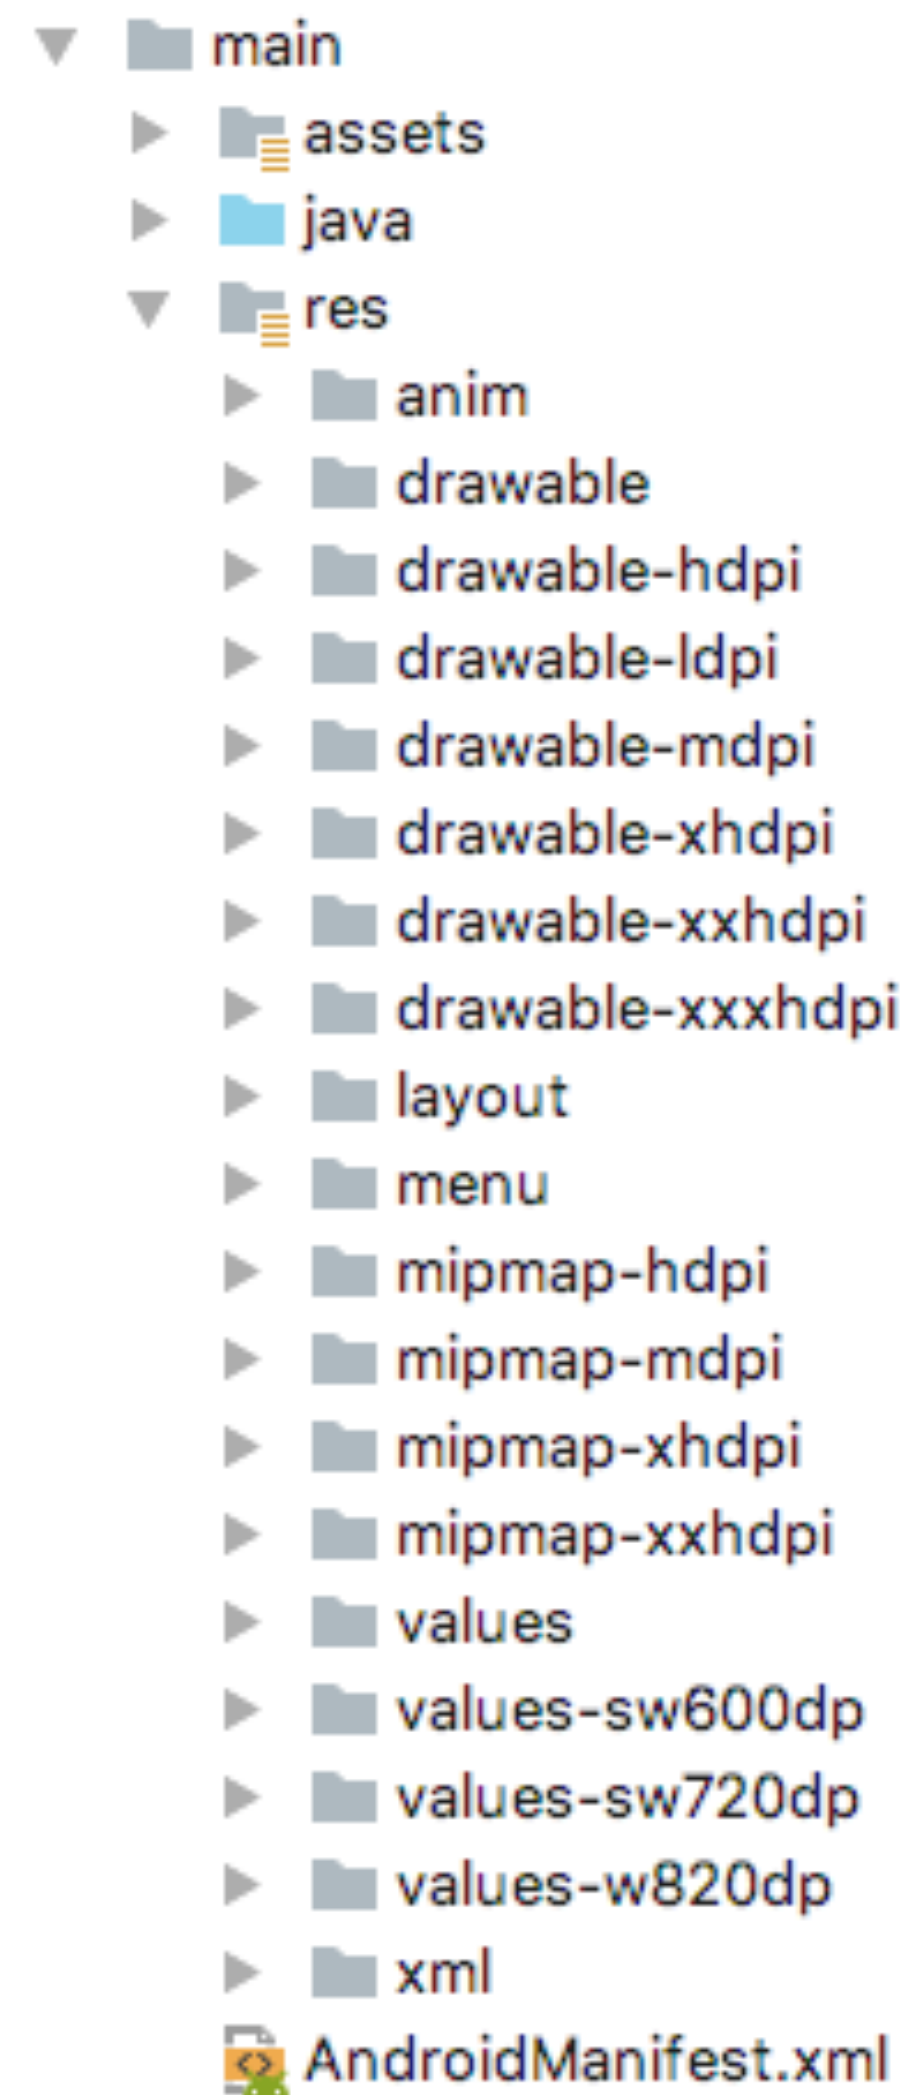 main
assets
java
res
anim
drawable
drawable-hdpi
drawable-ldpi
drawable-mdpi
drawable-xhdpi
drawable-xxhdpi
drawable-xxxhdpi
layout
menu
mipmap-hdpi
mipmap-mdpi
mipmap-xhdpi
mipmap-xxhdpi
values
values-sw600dp
values-sw720dp
values-w820dp
xml
AndroidManifest.xml